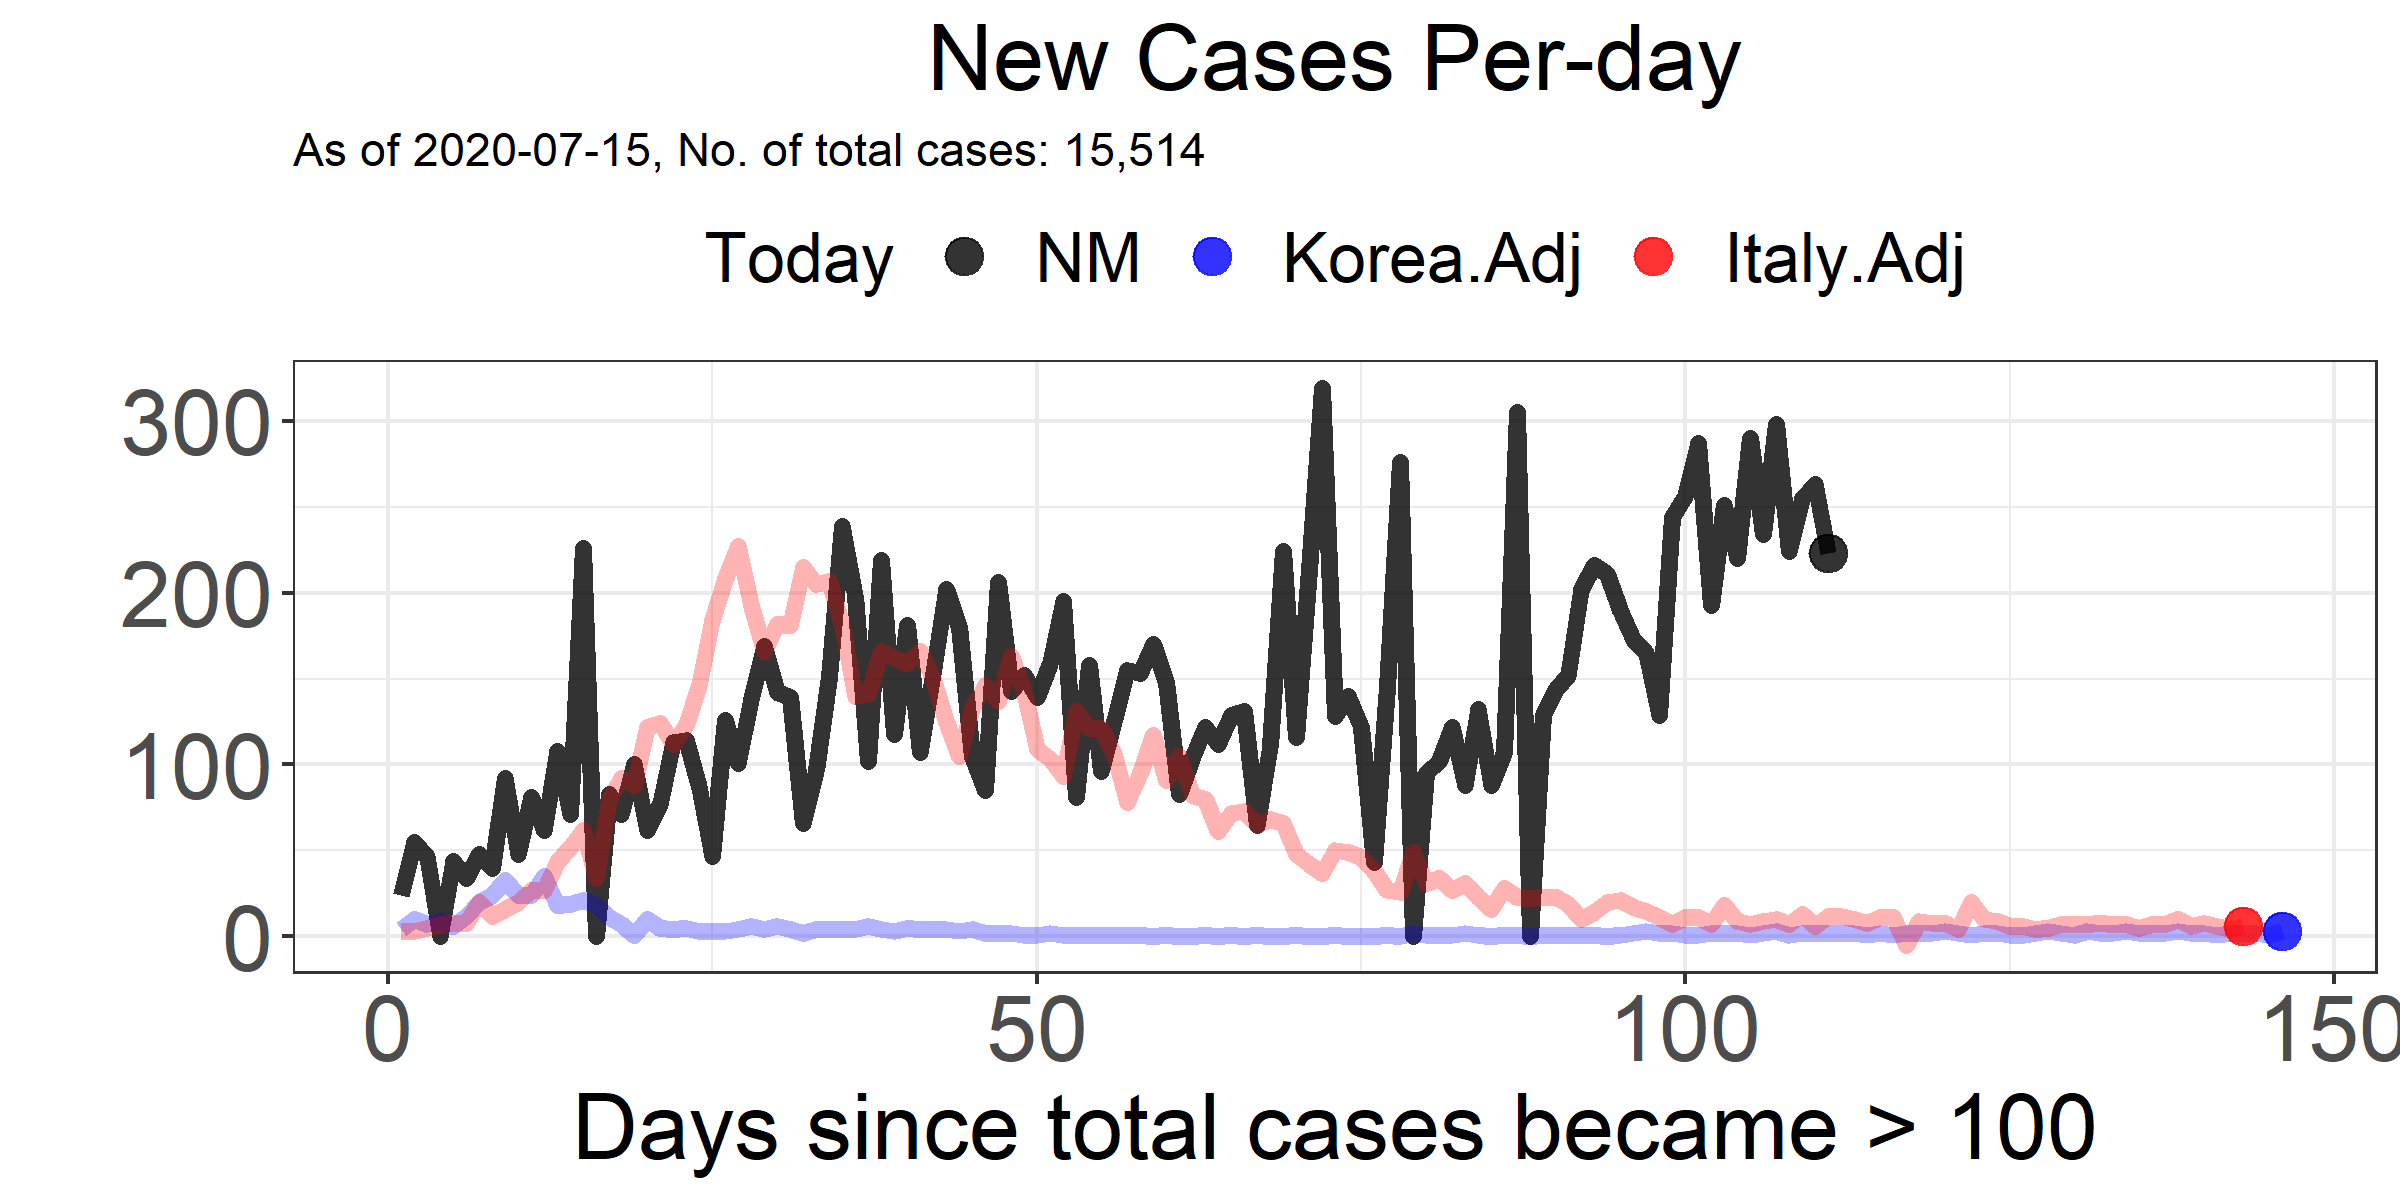 New Cases Per-day
As of 2020-07-15, No. of total cases: 15,514
Today NM Korea.Adj Italy.Adj
300
200
100
0
0 50 100 150
Days since total cases became > 100